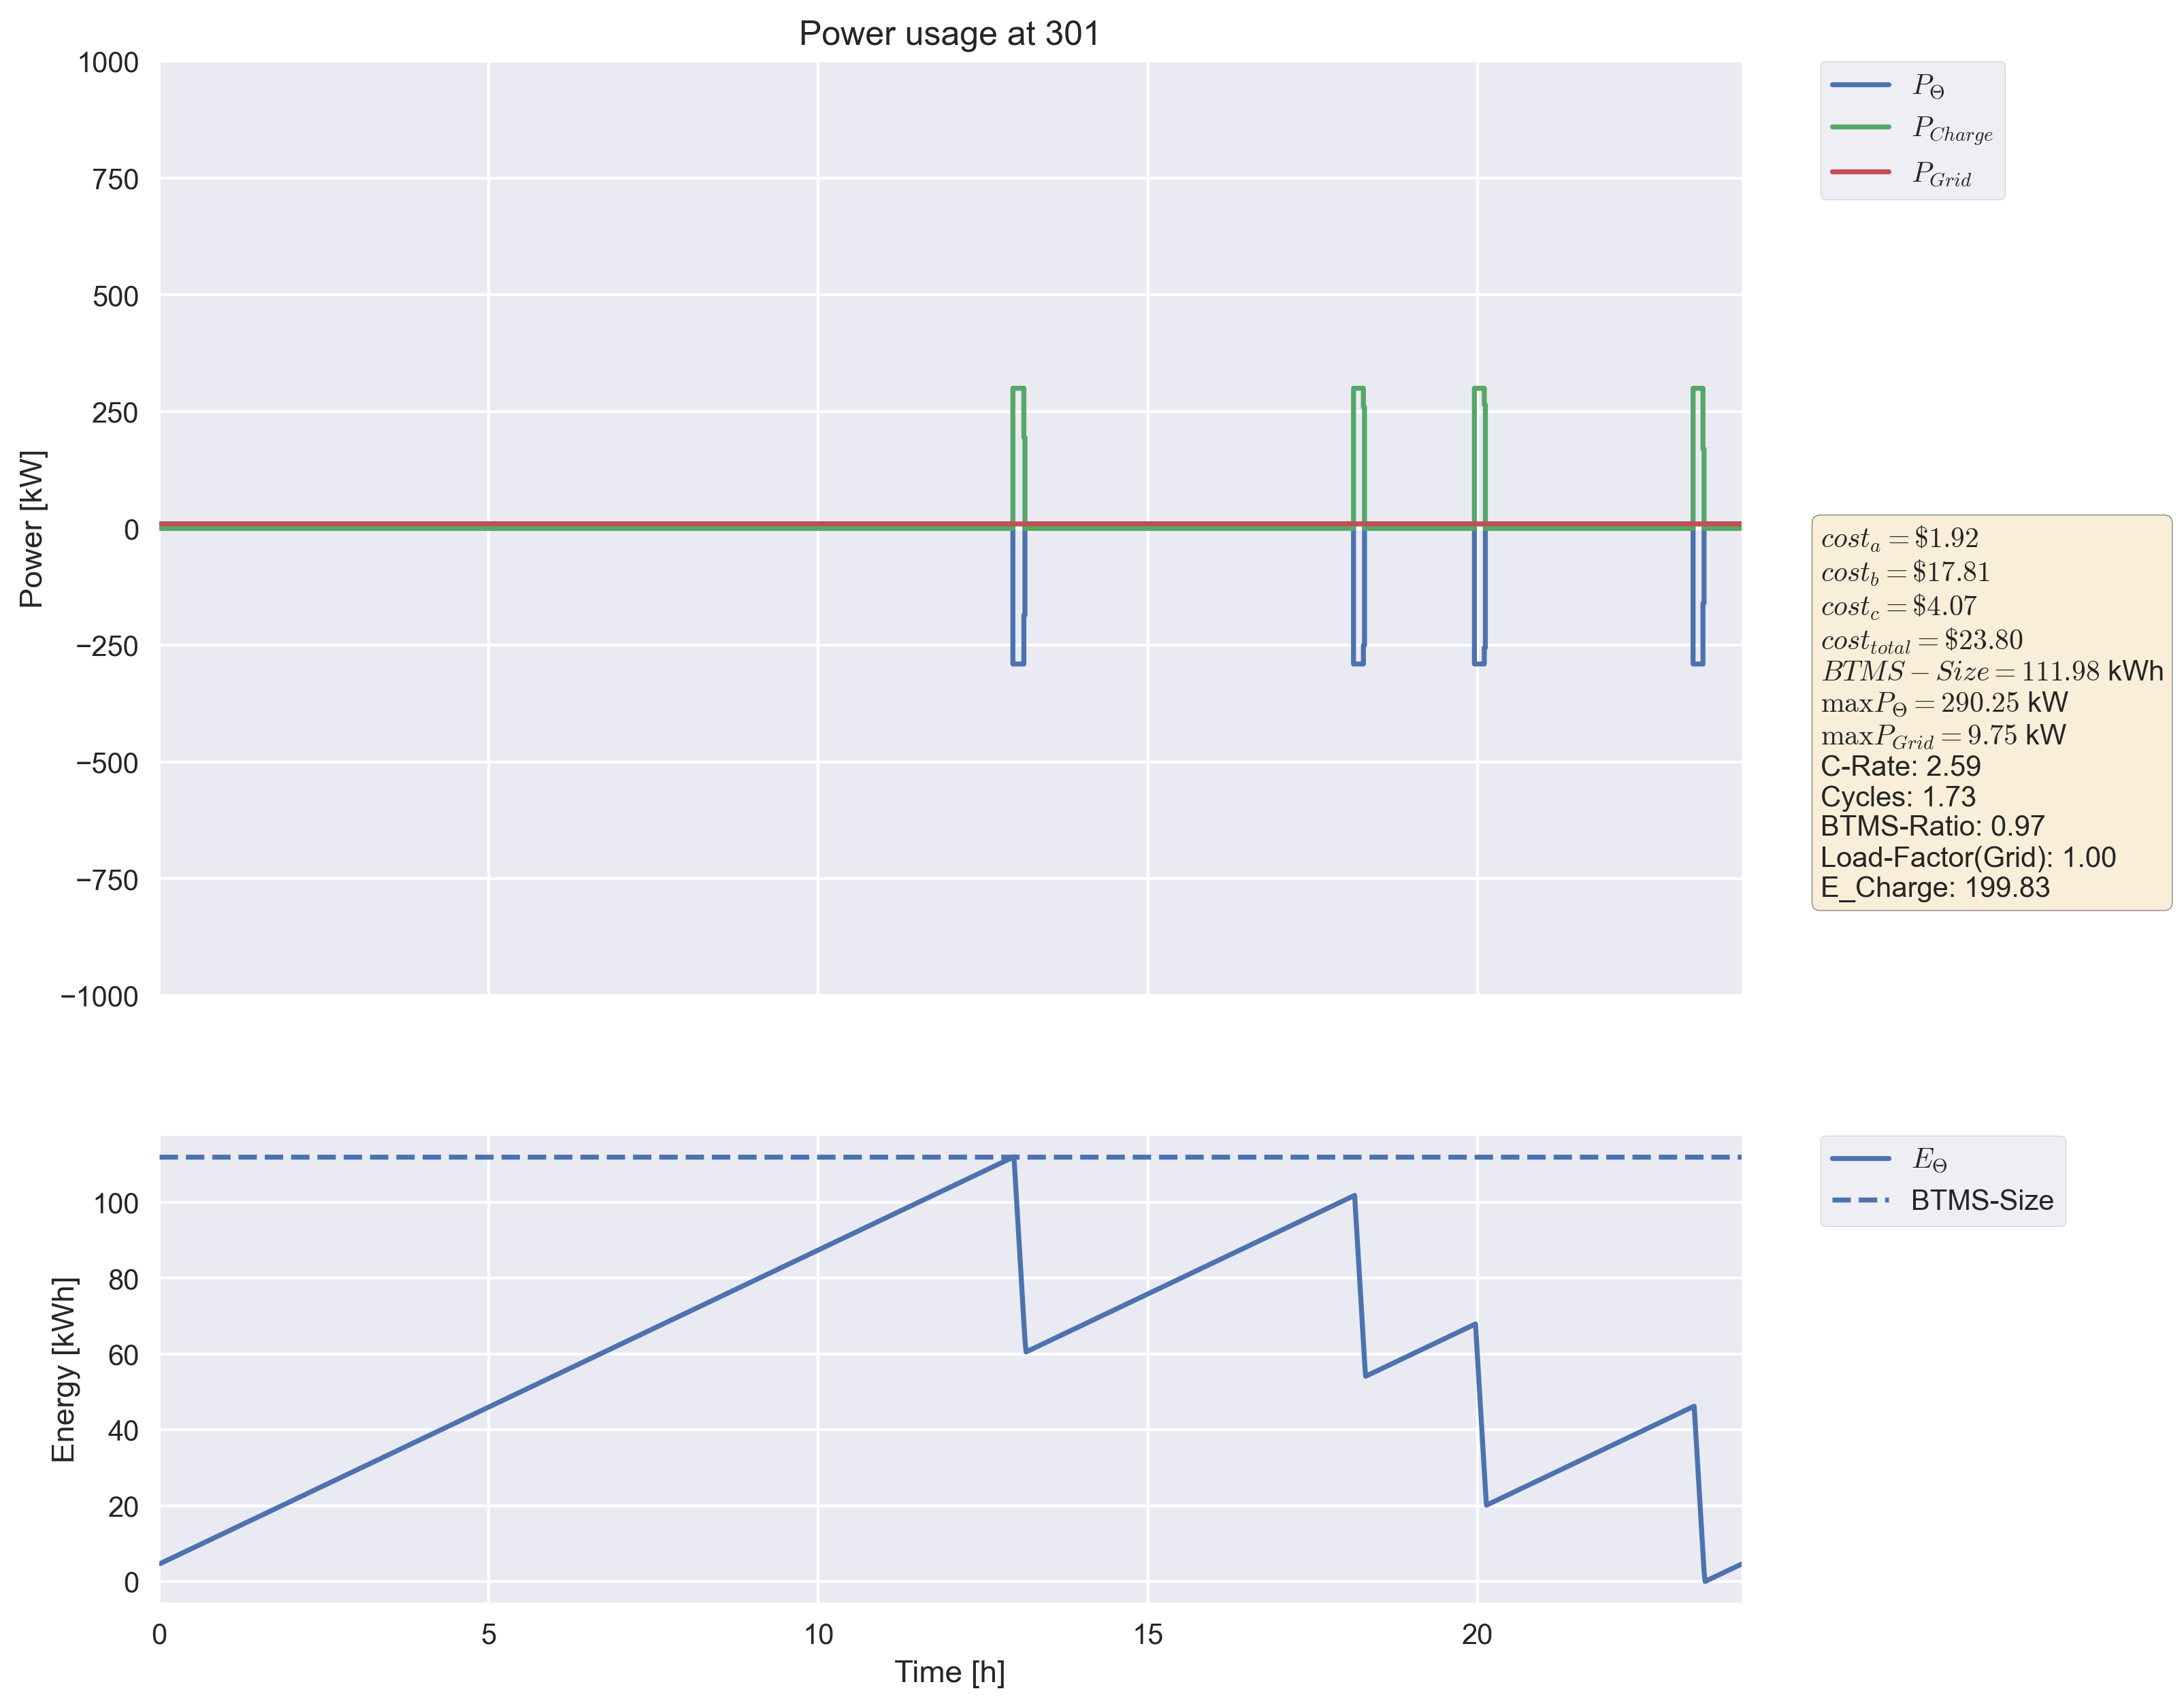 Power usage at 301
1000
750
500
250
0
−250
−500
−750
−1000
Power [kW]
P_Θ
P_Charge
P_Grid
cost_a = $1.92
cost_b = $17.81
cost_c = $4.07
cost_total = $23.80
BTMS − Size = 111.98 kWh
maxP_Θ = 290.25 kW
maxP_Grid = 9.75 kW
C-Rate: 2.59
Cycles: 1.73
BTMS-Ratio: 0.97
Load-Factor(Grid): 1.00
E_Charge: 199.83
100
80
60
40
20
0
Energy [kWh]
E_Θ
BTMS-Size
0 5 10 15 20
Time [h]